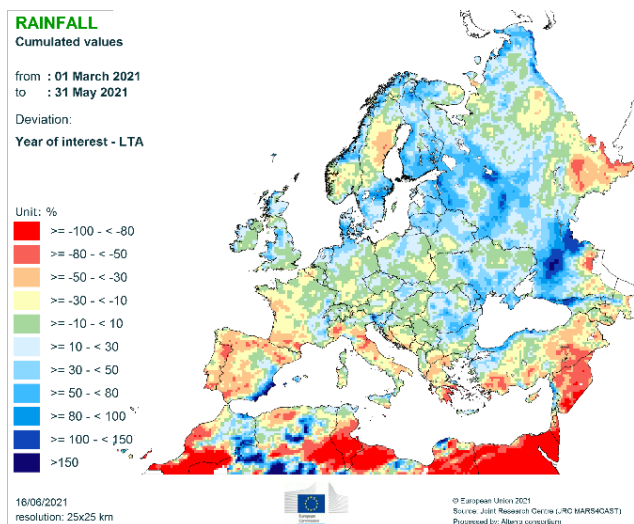 RAINFALL
Cumulated values
from : 01 March 2021
to : 31 May 2021
Deviation:
Year of interest - LTA
Unit: %
>= -100 - < -80
>= -80 - < -50
>= -50 - < -30
>= -30 - < -10
>= -10 - < 10
>= 10 - < 30
>= 30 - < 50
>= 50 - < 80
>= 80 - < 100
>= 100 - < 150
>150
16/06/2021
resolution: 25x25 km
European
Commission
© European Union 2021
Source: Joint Research Centre (JRC MARS4CAST)
Processed by: Alterra consortium